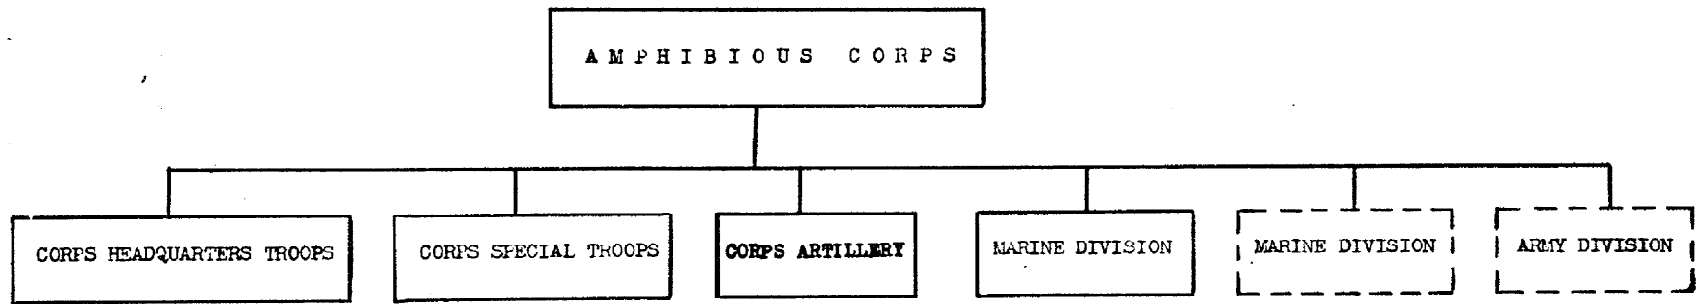 AMPHIBIOUS CORPS
CORPS HEADQUARTERS TROOPS
CORPS SPECIAL TROOPS
CORPS ARTILLERY
MARINE DIVISION
MARINE DIVISION
ARMY DIVISION